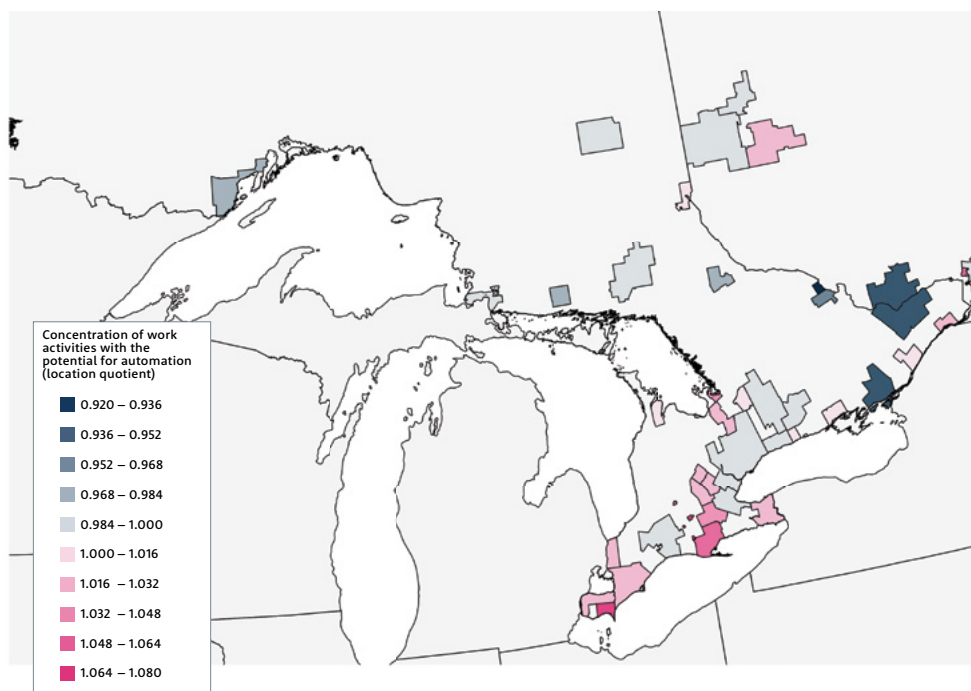 Concentration of work
activities with the
potential for automation
(location quotient)
0.920 – 0.936
0.936 – 0.952
0.952 – 0.968
0.968 – 0.984
0.984 – 1.000
1.000 – 1.016
1.016 – 1.032
1.032 – 1.048
1.048 – 1.064
1.064 – 1.080